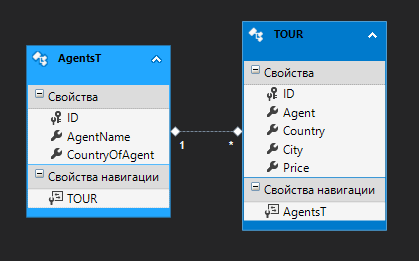 AgentsT
Свойства
ID
AgentName
CountryOfAgent
Свойства навигации
TOUR
1
*
TOUR
Свойства
ID
Agent
Country
City
Price
Свойства навигации
AgentsT